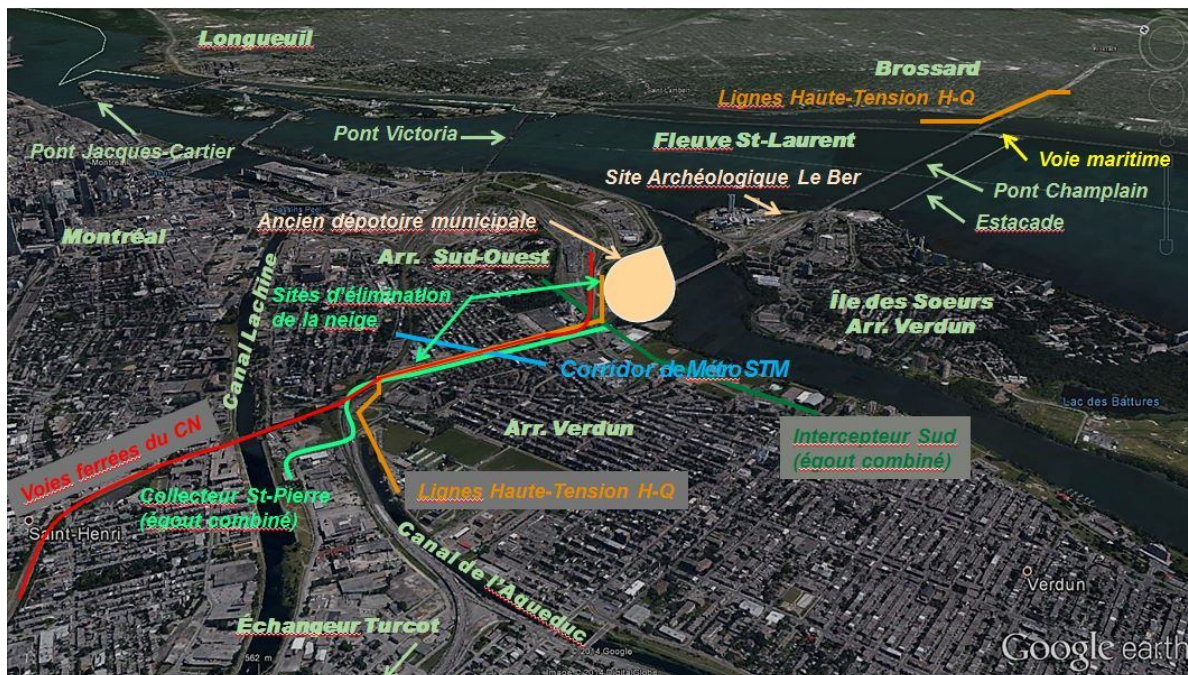 Longueuil
Brossard
Lignes Haute-Tension H-Q
Pont Victoria
Pont Jacques-Cartier
Montréal
Fleuve St-Laurent
Voie maritime
Site Archéologique Le Ber
Pont Champlain
Estacade
Ancien dépotoire municipale
Montréal
Arr. Sud-Ouest
Canal Lachine
Sites d'élimination
de la neige
Île des Soeurs
Arr. Verdun
Corridor de Métro STM
Lac des Battures
Voies ferrées du CN
Arr. Verdun
Intercepteur Sud
(égout combiné)
Lignes Haute-Tension H-Q
Collecteur St-Pierre
(égout combiné)
Saint-Henri
Canal de l'Aqueduc
Verdun
Échangeur Turcot
Google earth
562 m
© 2014 Google